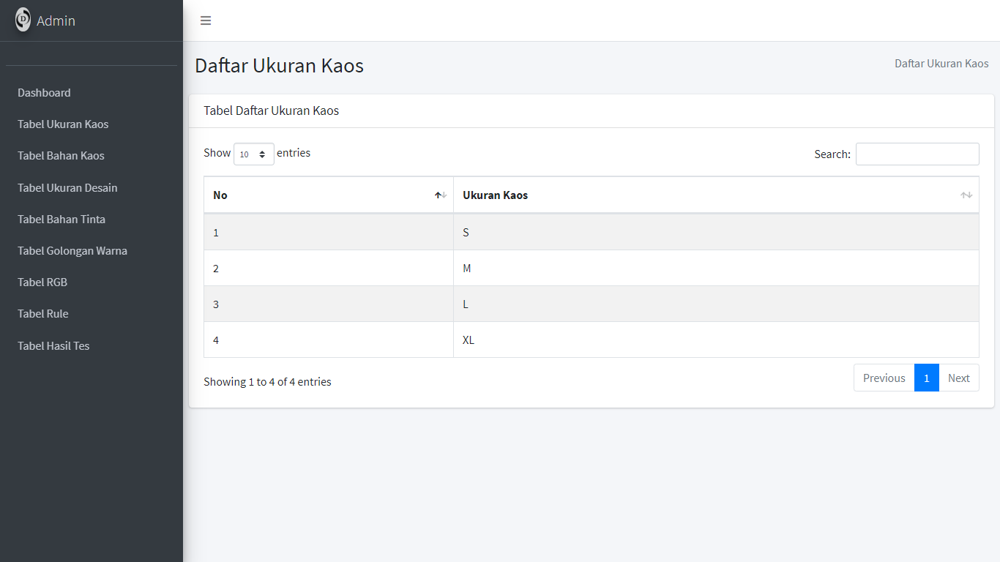 D
Admin
Dashboard
Tabel Ukuran Kaos
Tabel Bahan Kaos
Tabel Ukuran Desain
Tabel Bahan Tinta
Tabel Golongan Warna
Tabel RGB
Tabel Rule
Tabel Hasil Tes
Daftar Ukuran Kaos
Daftar Ukuran Kaos
Tabel Daftar Ukuran Kaos
Show 10 entries
Search:
No Ukuran Kaos
1 S
2 M
3 L
4 XL
Showing 1 to 4 of 4 entries
Previous 1 Next